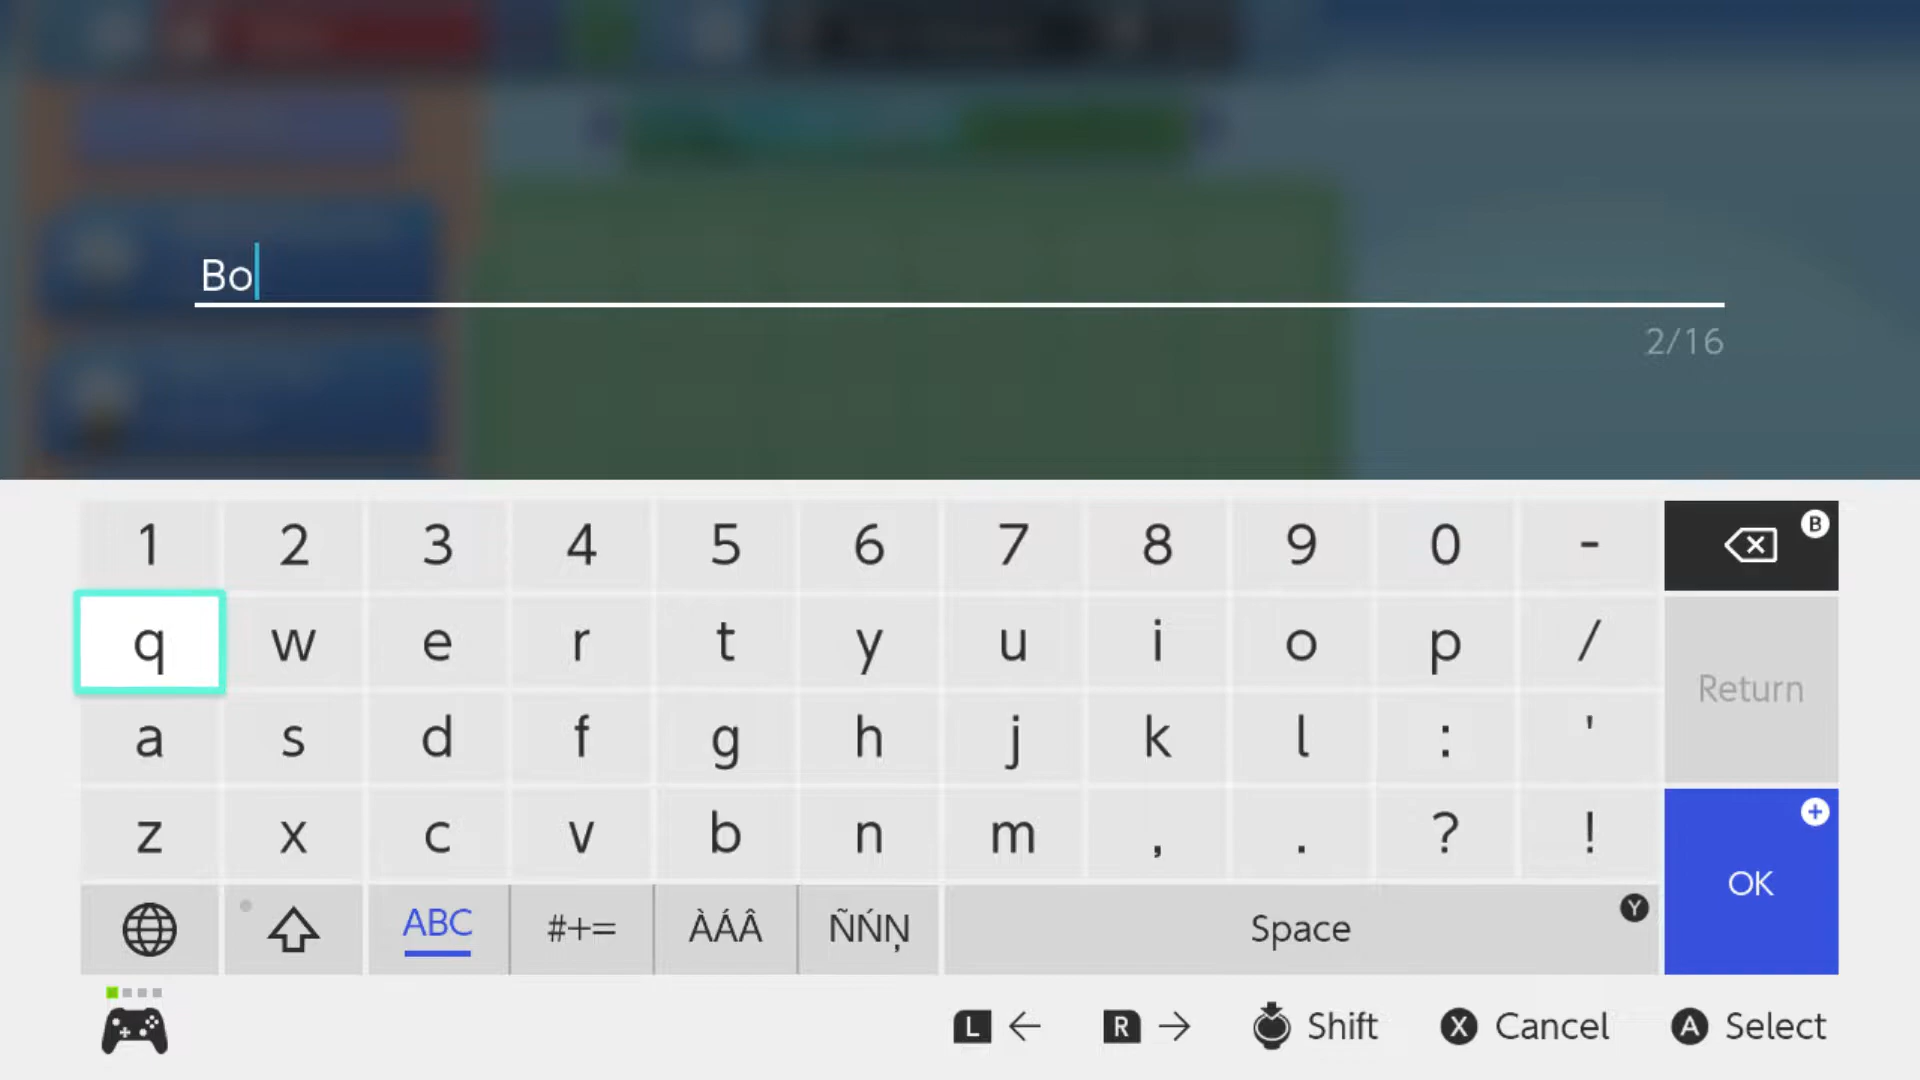 Bo
2/16
1 2 3 4 5 6 7 8 9 0 - B
q w e r t y u i o p /
Return
a s d f g h j k l : '
z x c v b n m , . ? ! +
OK
ABC #+= ÀÁÂ ÑŃŅ Space Y
L ← R → Shift X Cancel A Select